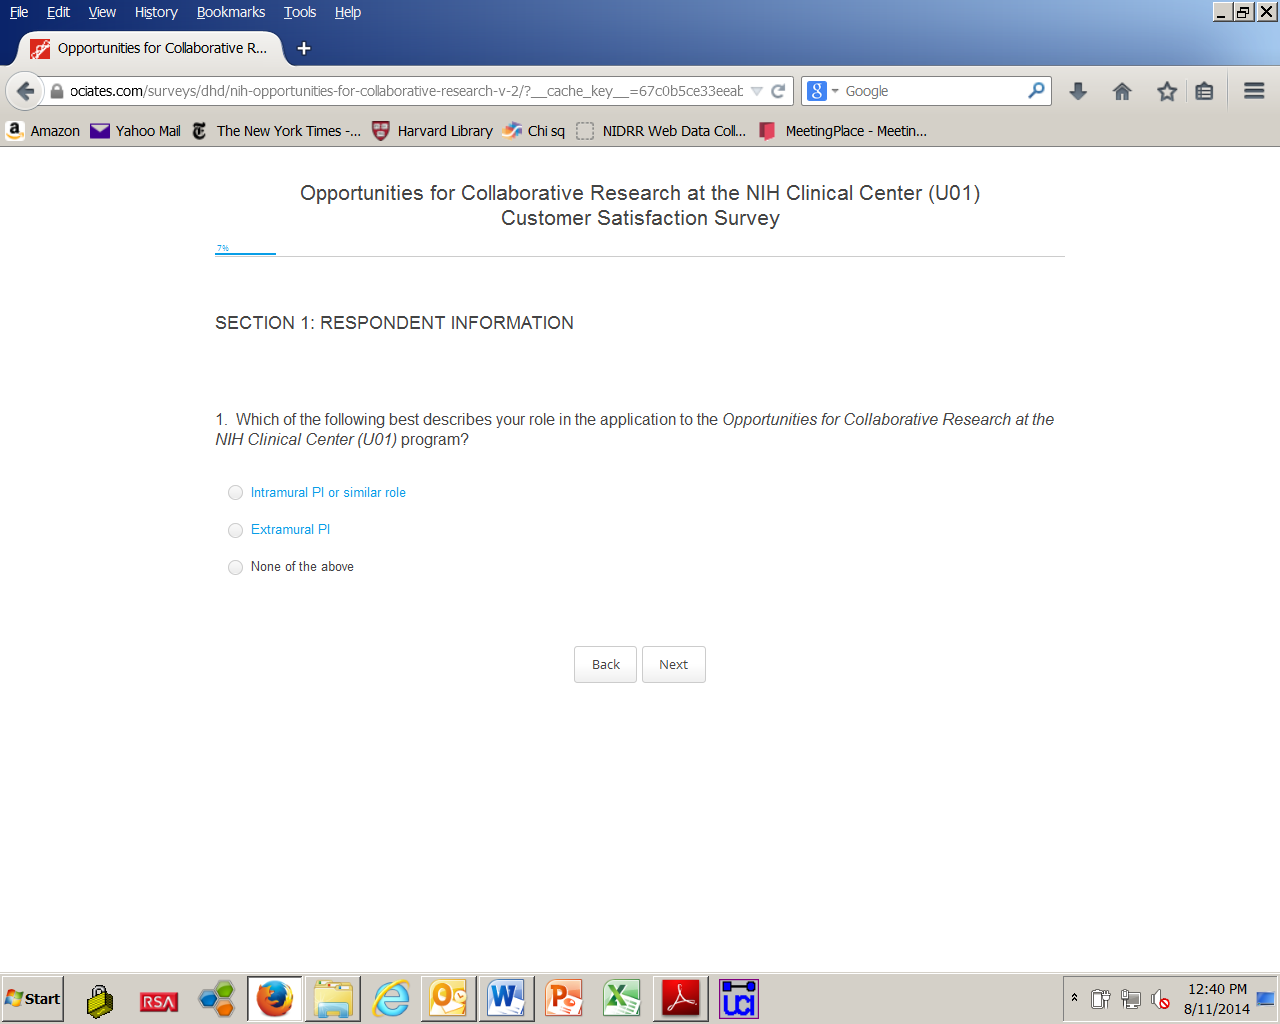 File Edit View History Bookmarks Tools Help
Opportunities for Collaborative R...
ociates.com/surveys/dhd/nih-opportunities-for-collaborative-research-v-2/?__cache_key__=67c0b5ce33eeab
Google
Amazon Yahoo Mail The New York Times -... Harvard Library Chi sq NIDRR Web Data Coll... MeetingPlace - Meetin...
Opportunities for Collaborative Research at the NIH Clinical Center (U01)
Customer Satisfaction Survey
7%
SECTION 1: RESPONDENT INFORMATION
1. Which of the following best describes your role in the application to the Opportunities for Collaborative Research at the
NIH Clinical Center (U01) program?
Intramural PI or similar role
Extramural PI
None of the above
Back Next
Start RSA UCI
12:40 PM
8/11/2014